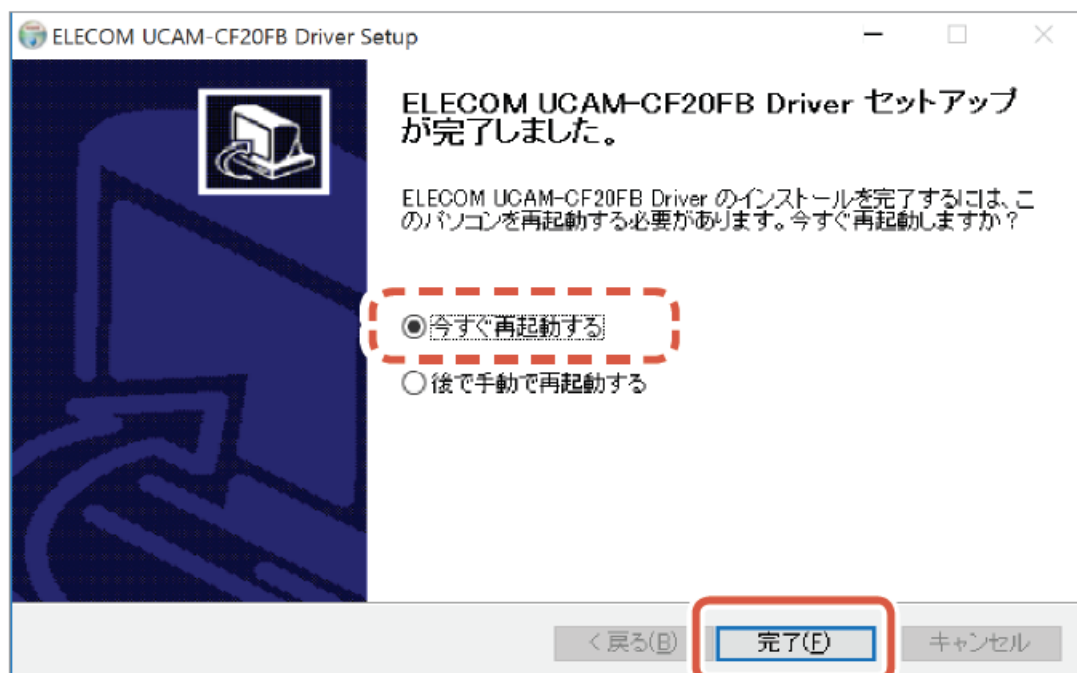 ELECOM UCAM-CF20FB Driver Setup
ELECOM UCAM-CF20FB Driver セットアップ
が完了しました。
ELECOM UCAM-CF20FB Driver のインストールを完了するには、こ
のパソコンを再起動する必要があります。今すぐ再起動しますか？
今すぐ再起動する
後で手動で再起動する
< 戻る(B) 完了(F) キャンセル